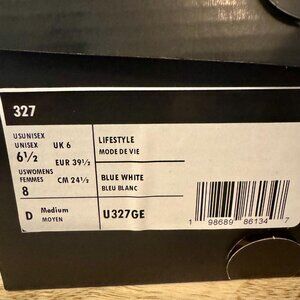 327
USUNISEX
UNISEX
6½
UK 6
EUR 39½
USWOMENS
FEMMES
8
CM 24½
D
Medium
MOYEN
LIFESTYLE
MODE DE VIE
BLUE WHITE
BLEU BLANC
U327GE
1 98689 86134 7